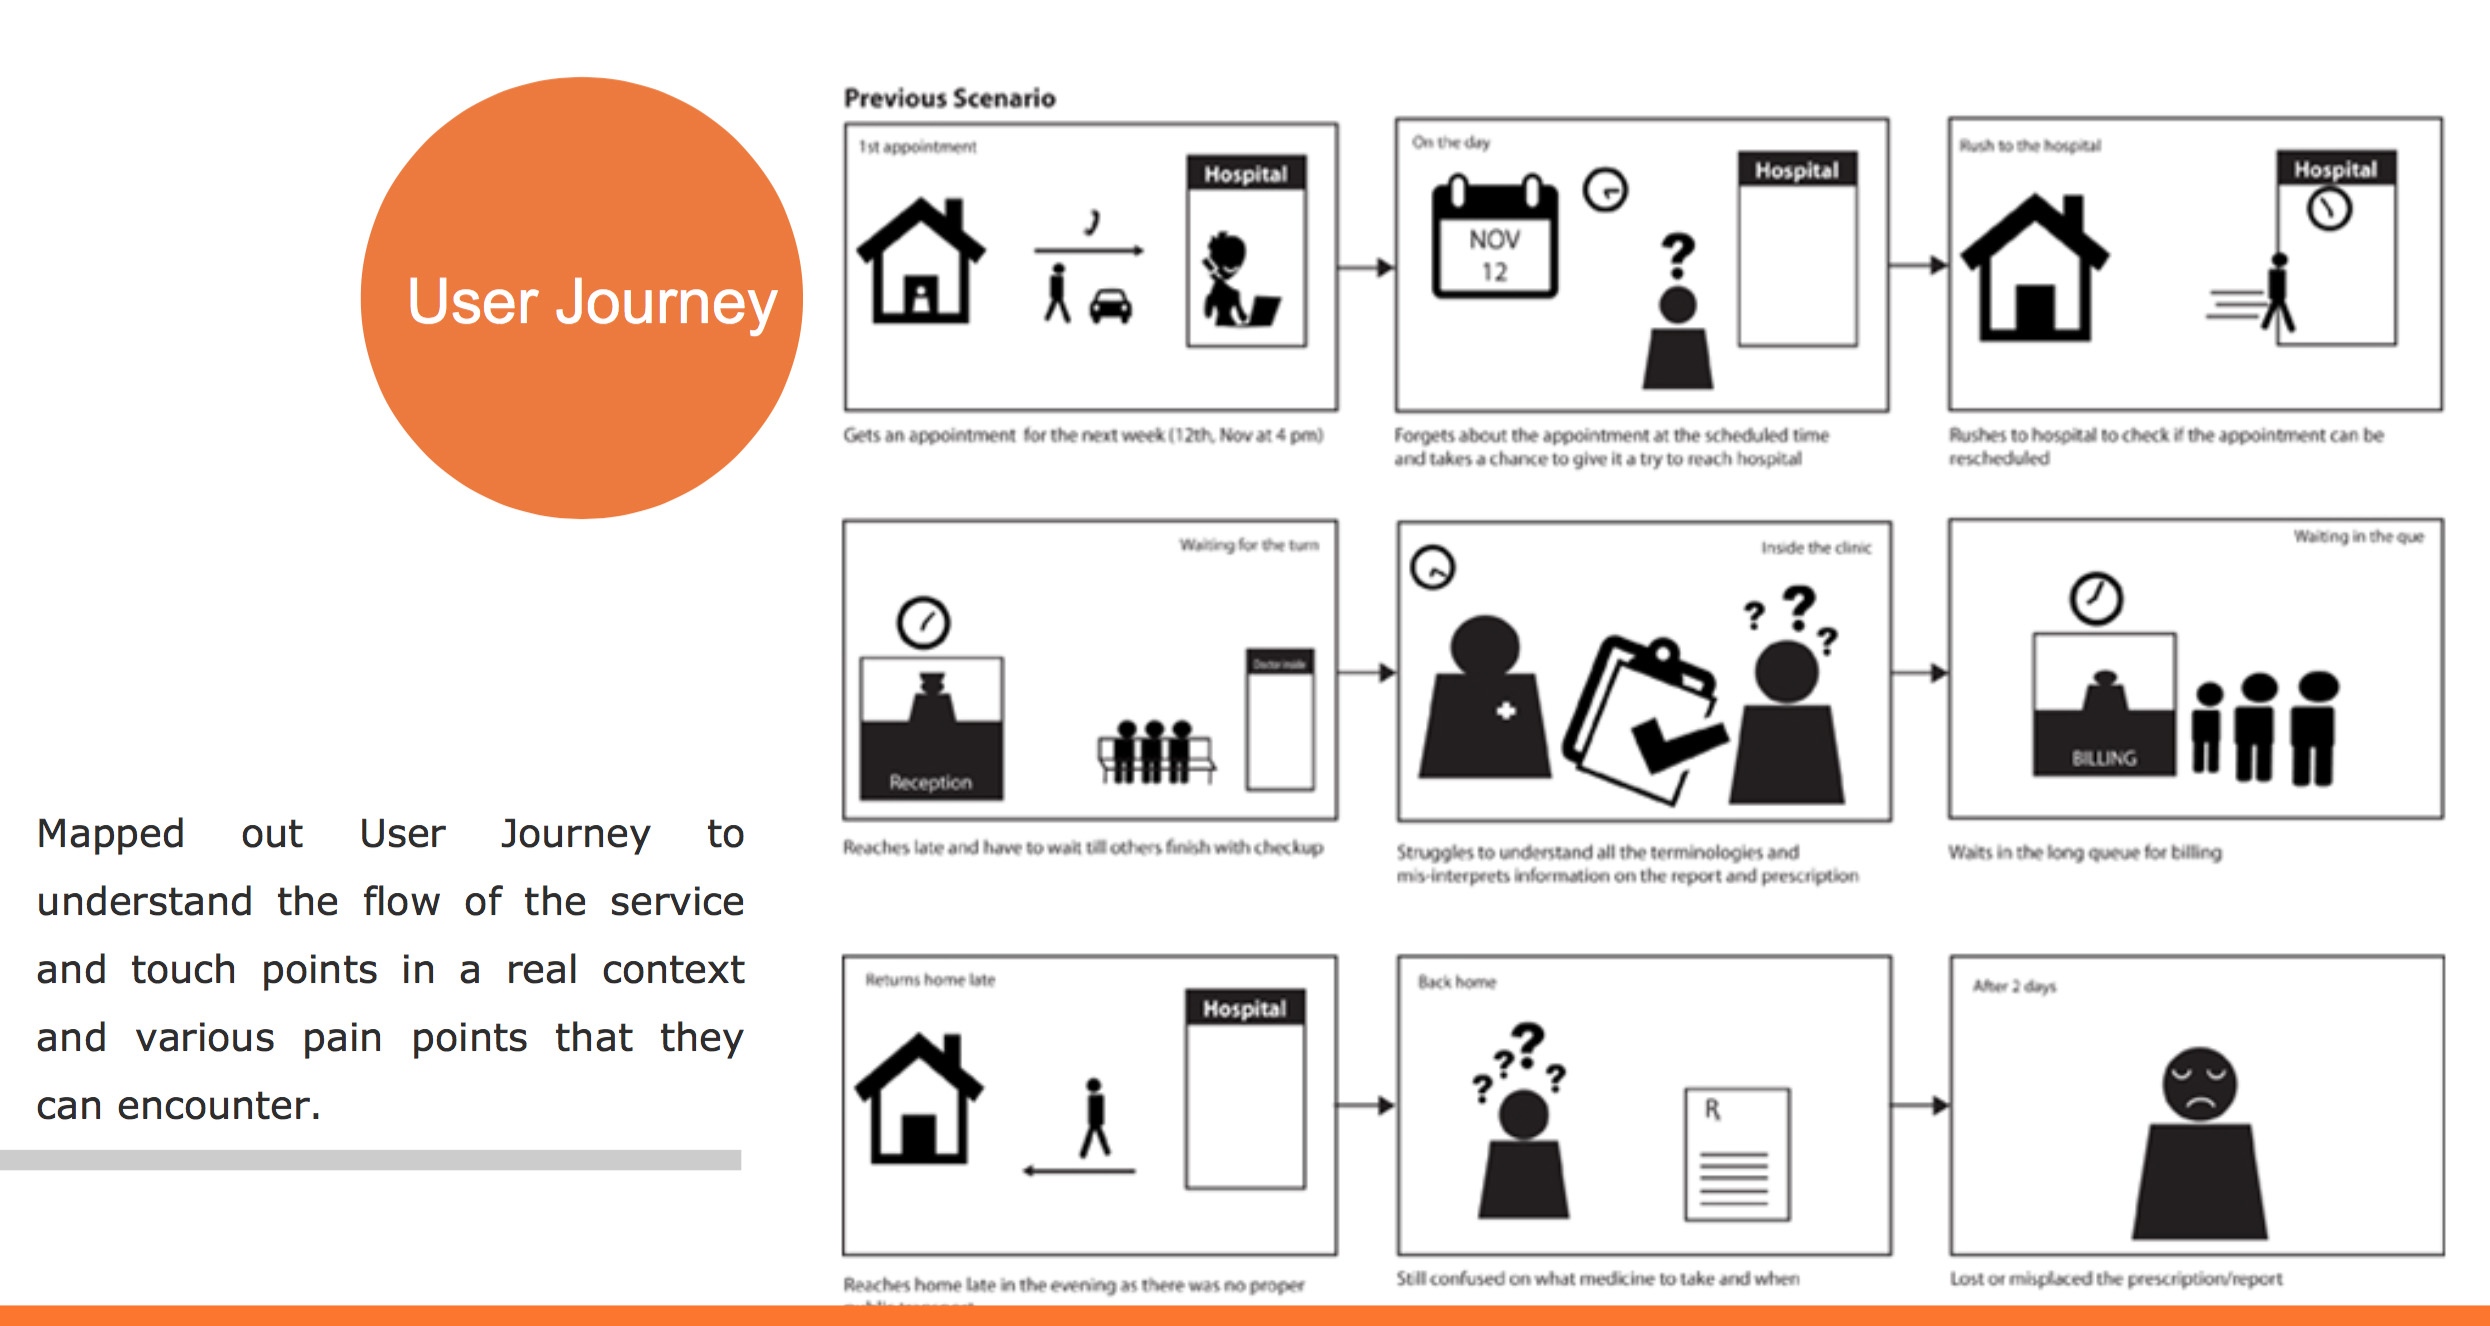 User Journey
Mapped out User Journey to
understand the flow of the service
and touch points in a real context
and various pain points that they
can encounter.
Previous Scenario
1st appointment
Hospital
Gets an appointment for the next week (12th, Nov at 4 pm)
On the day
NOV
12
?
Hospital
Forgets about the appointment at the scheduled time
and takes a chance to give it a try to reach hospital
Rush to the hospital
Hospital
Rushes to hospital to check if the appointment can be
rescheduled
Waiting for the turn
Reception
Doctor inside
Reaches late and have to wait till others finish with checkup
Inside the clinic
? ? ?
Struggles to understand all the terminologies and
mis-interprets information on the report and prescription
Waiting in the que
BILLING
Waits in the long queue for billing
Returns home late
Hospital
Reaches home late in the evening as there was no proper
Back home
? ? ? ?
R
Still confused on what medicine to take and when
After 2 days
Lost or misplaced the prescription/report